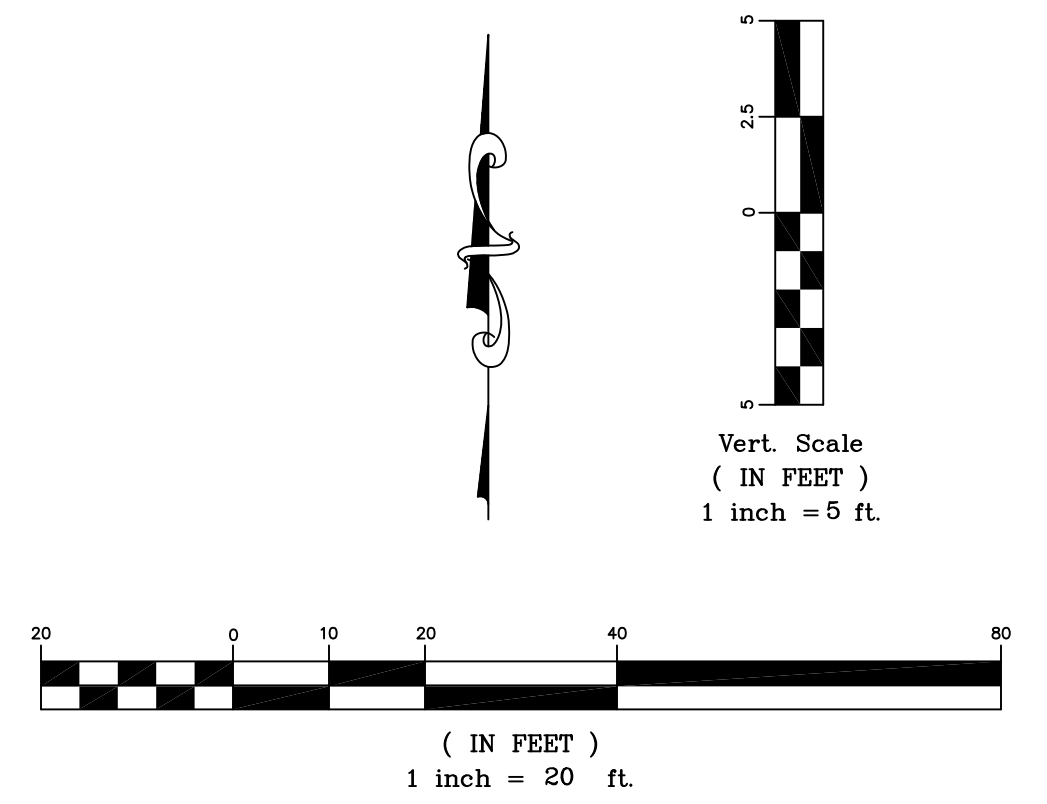 5
2.5
0
5
Vert. Scale
( IN FEET )
1 inch = 5 ft.
20 0 10 20 40 80
( IN FEET )
1 inch = 20 ft.